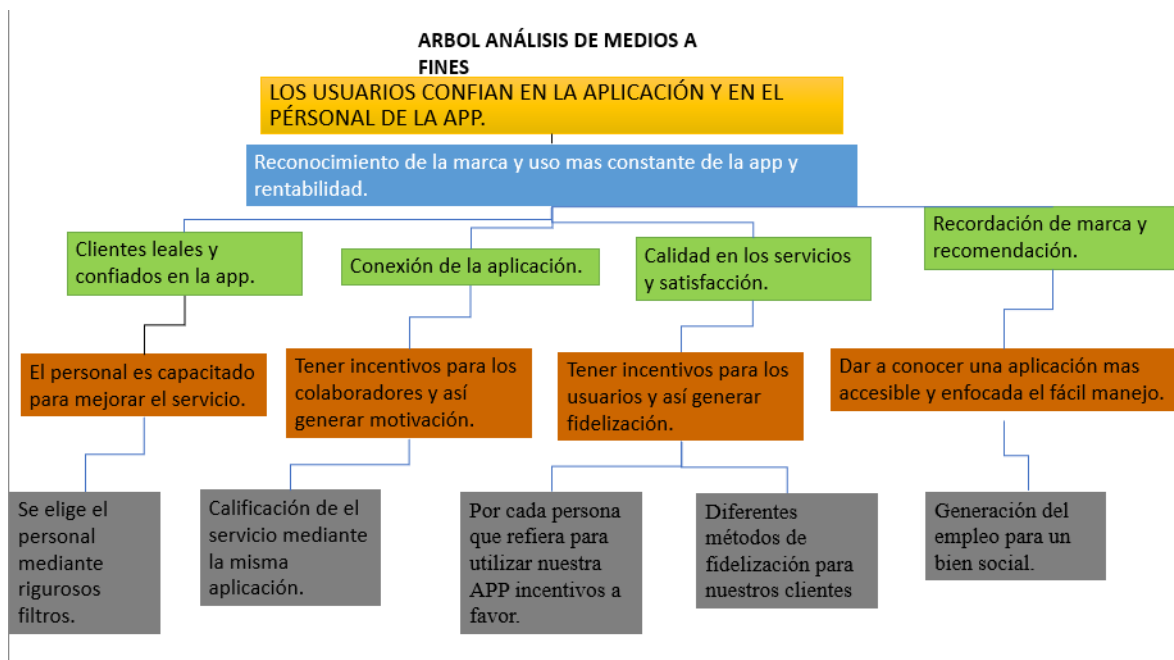 ARBOL ANÁLISIS DE MEDIOS A
FINES
LOS USUARIOS CONFIAN EN LA APLICACIÓN Y EN EL
PÉRSONAL DE LA APP.
Reconocimiento de la marca y uso mas constante de la app y
rentabilidad.
Clientes leales y
confiados en la app.
Conexión de la aplicación.
Calidad en los servicios
y satisfacción.
Recordación de marca y
recomendación.
El personal es capacitado
para mejorar el servicio.
Tener incentivos para los
colaboradores y así
generar motivación.
Tener incentivos para los
usuarios y así generar
fidelización.
Dar a conocer una aplicación mas
accesible y enfocada el fácil manejo.
Se elige el
personal
mediante
rigurosos
filtros.
Calificación de el
servicio mediante
la misma
aplicación.
Por cada persona
que refiera para
utilizar nuestra
APP incentivos a
favor.
Diferentes
métodos de
fidelización para
nuestros clientes
Generación del
empleo para un
bien social.